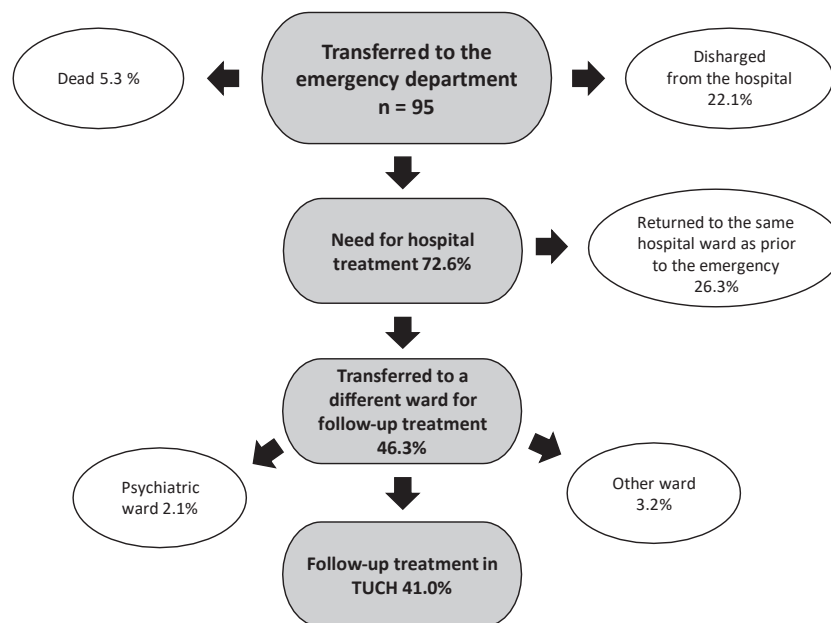 Dead 5.3 %
Transferred to the
emergency department
n = 95
Disharged
from the hospital
22.1%
Need for hospital
treatment 72.6%
Returned to the same
hospital ward as prior
to the emergency
26.3%
Transferred to a
different ward for
follow-up treatment
46.3%
Psychiatric
ward 2.1%
Other ward
3.2%
Follow-up treatment in
TUCH 41.0%